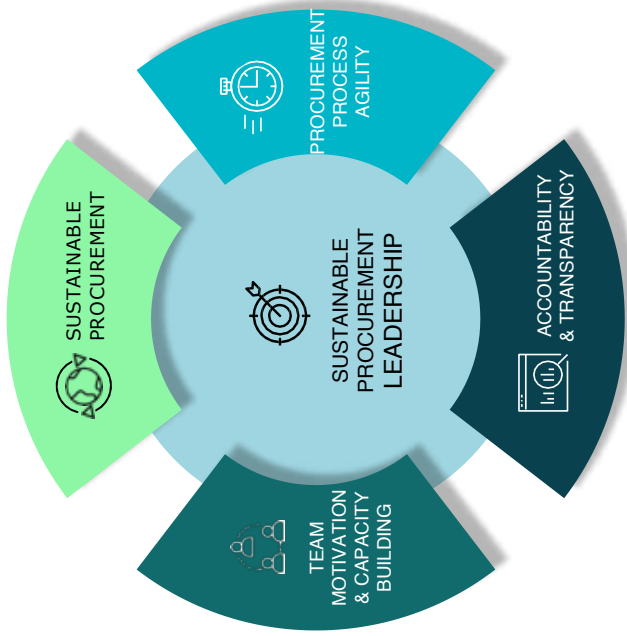 SUSTAINABLE
PROCUREMENT
PROCUREMENT
PROCESS
AGILITY
SUSTAINABLE
PROCUREMENT
LEADERSHIP
TEAM
MOTIVATION
& CAPACITY
BUILDING
ACCOUNTABILITY
& TRANSPARENCY